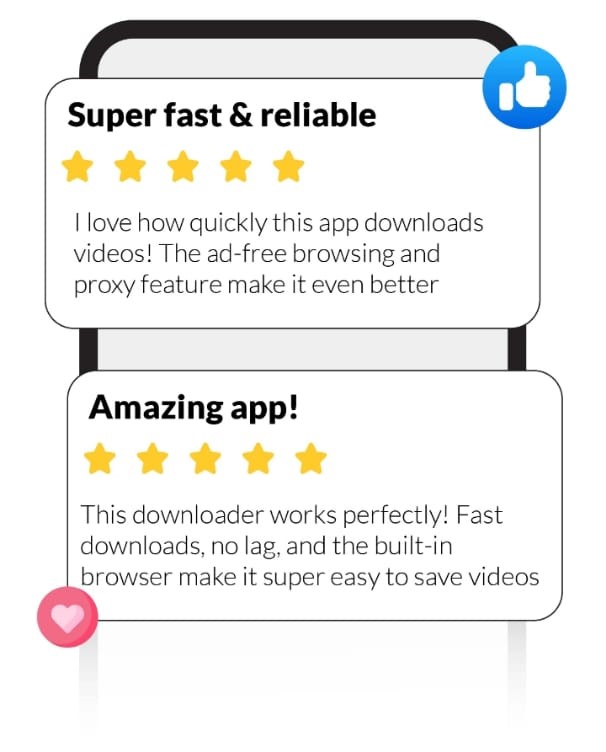 Super fast & reliable
I love how quickly this app downloads
videos! The ad-free browsing and
proxy feature make it even better
Amazing app!
This downloader works perfectly! Fast
downloads, no lag, and the built-in
browser make it super easy to save videos